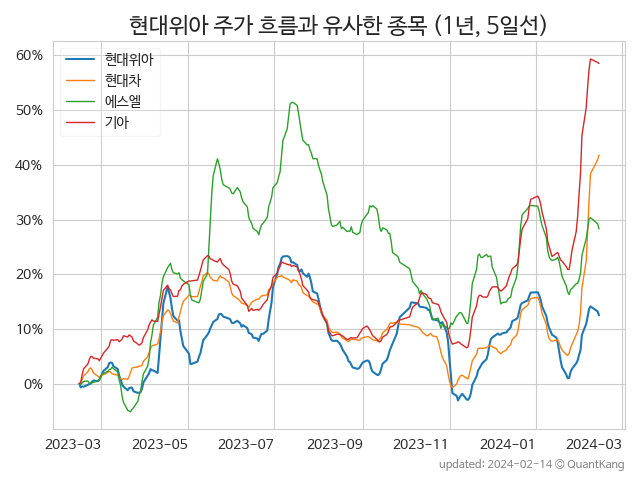 현대위아 주가 흐름과 유사한 종목 (1년, 5일선)
현대위아
현대차
에스엘
기아
60%
50%
40%
30%
20%
10%
0%
2023-03 2023-05 2023-07 2023-09 2023-11 2024-01 2024-03
updated: 2024-02-14 © QuantKang